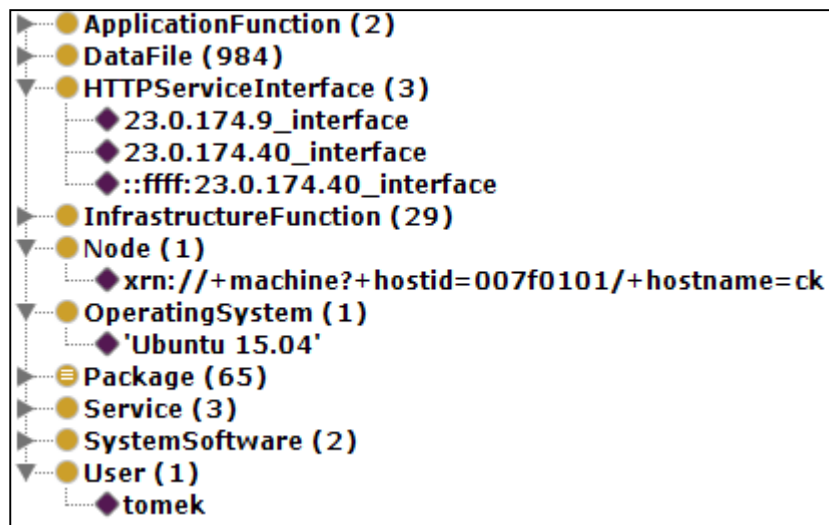 ApplicationFunction (2)
DataFile (984)
HTTPServiceInterface (3)
23.0.174.9_interface
23.0.174.40_interface
::ffff:23.0.174.40_interface
InfrastructureFunction (29)
Node (1)
xrn://+machine?+hostid=007f0101/+hostname=ck
OperatingSystem (1)
'Ubuntu 15.04'
Package (65)
Service (3)
SystemSoftware (2)
User (1)
tomek